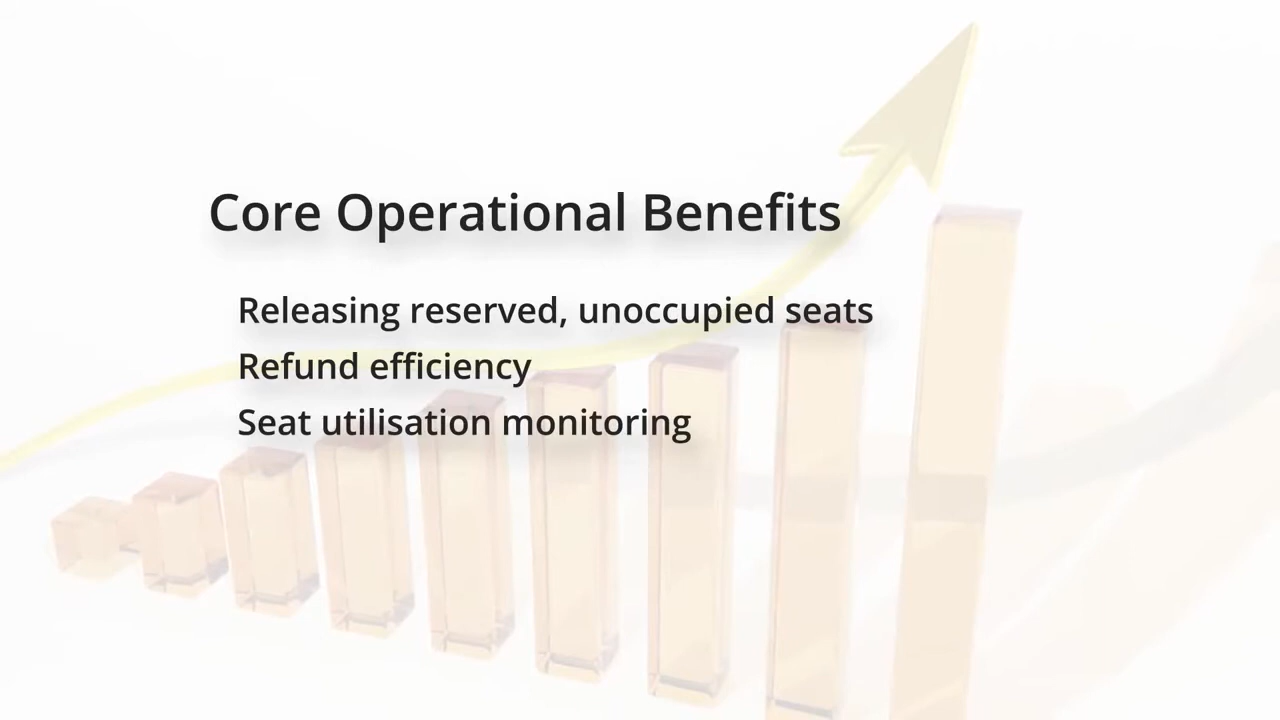 Core Operational Benefits
Releasing reserved, unoccupied seats
Refund efficiency
Seat utilisation monitoring